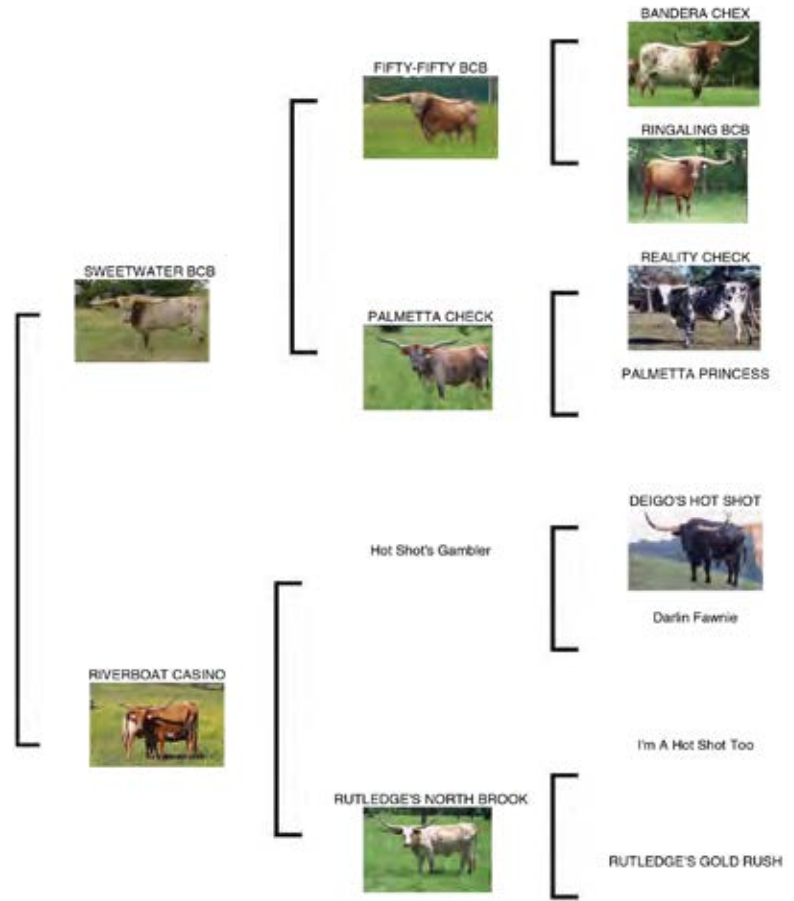 BANDERA CHEX
FIFTY-FIFTY BCB
RINGALING BCB
SWEETWATER BCB
REALITY CHECK
PALMETTA CHECK
PALMETTA PRINCESS
DEIGO'S HOT SHOT
Hot Shot's Gambler
Darlin Fawnie
RIVERBOAT CASINO
I'm A Hot Shot Too
RUTLEDGE'S NORTH BROOK
RUTLEDGE'S GOLD RUSH